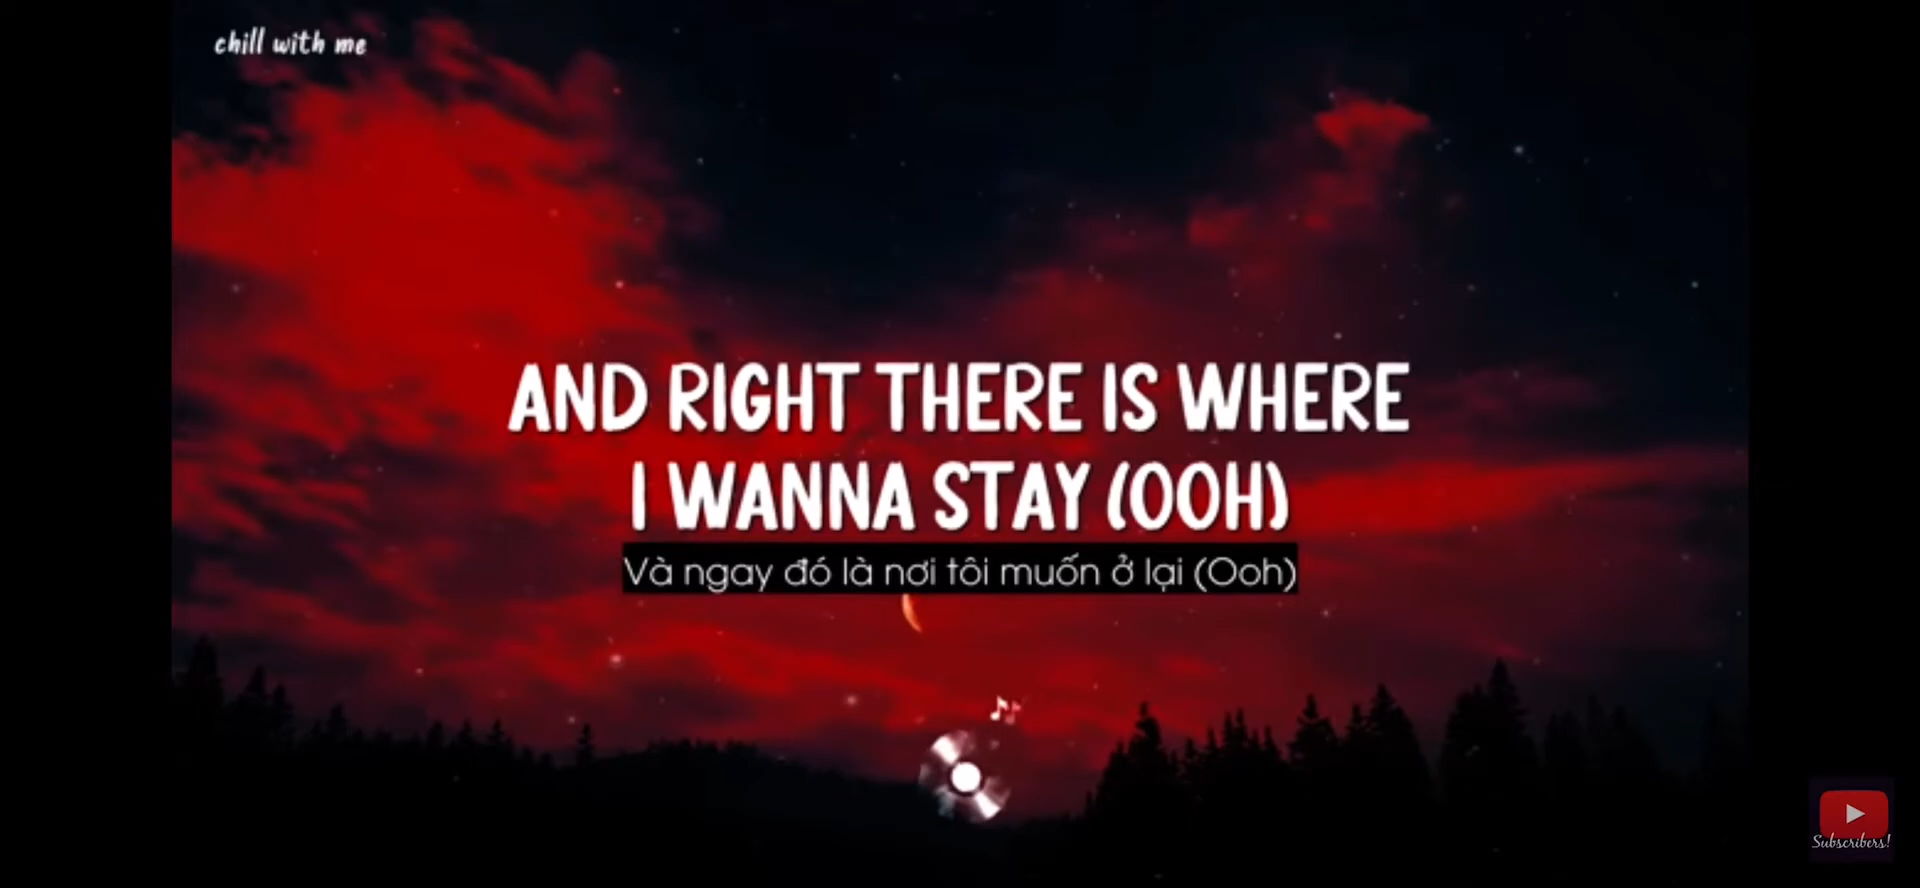 chill with me
AND RIGHT THERE IS WHERE
I WANNA STAY (OOH)
Và ngay đó là nơi tôi muốn ở lại (Ooh)
Subscribers!